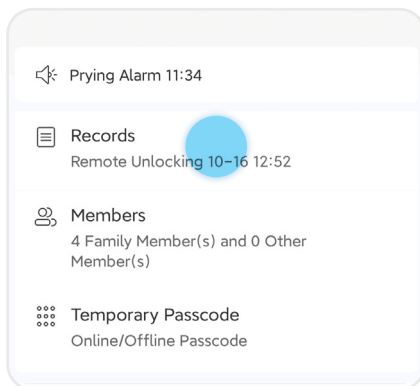 Prying Alarm 11:34
Records
Remote Unlocking 10-16 12:52
Members
4 Family Member(s) and 0 Other
Member(s)
Temporary Passcode
Online/Offline Passcode